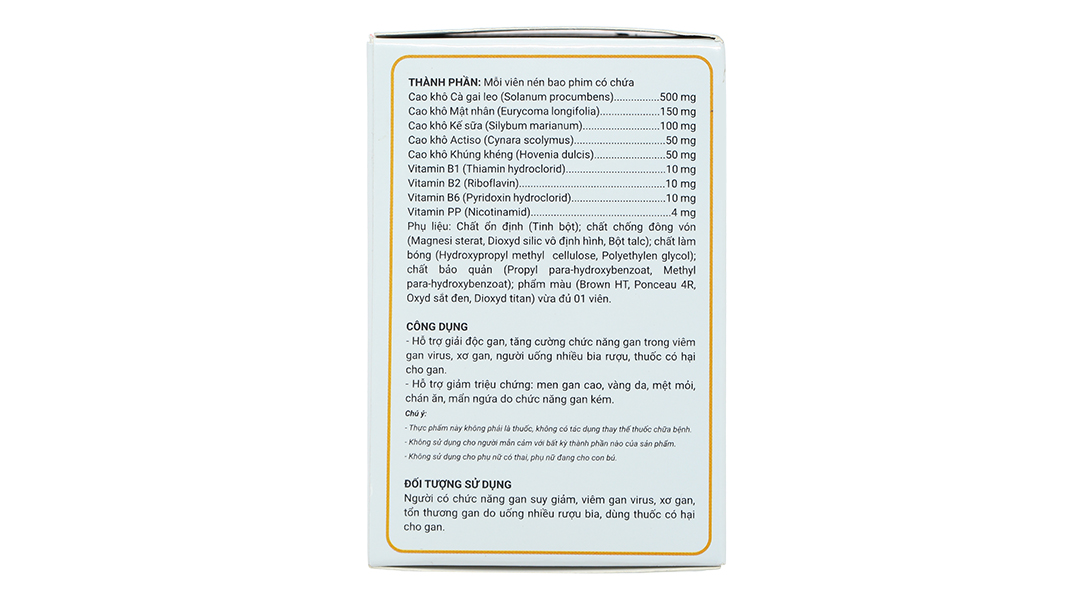 THÀNH PHẦN: Mỗi viên nén bao phim có chứa
Cao khô Cà gai leo (Solanum procumbens)................500 mg
Cao khô Mật nhân (Eurycoma longifolia).....................150 mg
Cao khô Kế sữa (Silybum marianum)...........................100 mg
Cao khô Actiso (Cynara scolymus)................................50 mg
Cao khô Khúng khéng (Hovenia dulcis).........................50 mg
Vitamin B1 (Thiamin hydroclorid)...................................10 mg
Vitamin B2 (Riboflavin)...................................................10 mg
Vitamin B6 (Pyridoxin hydroclorid).................................10 mg
Vitamin PP (Nicotinamid).................................................4 mg
Phụ liệu: Chất ổn định (Tinh bột); chất chống đông vón
(Magnesi sterat, Dioxyd silic vô định hình, Bột talc); chất làm
bóng (Hydroxypropyl methyl cellulose, Polyethylen glycol);
chất bảo quản (Propyl para-hydroxybenzoat, Methyl
para-hydroxybenzoat); phẩm màu (Brown HT, Ponceau 4R,
Oxyd sắt đen, Dioxyd titan) vừa đủ 01 viên.
CÔNG DỤNG
- Hỗ trợ giải độc gan, tăng cường chức năng gan trong viêm
gan virus, xơ gan, người uống nhiều bia rượu, thuốc có hại
cho gan.
- Hỗ trợ giảm triệu chứng: men gan cao, vàng da, mệt mỏi,
chán ăn, mẩn ngứa do chức năng gan kém.
Chú ý:
- Thực phẩm này không phải là thuốc, không có tác dụng thay thế thuốc chữa bệnh.
- Không sử dụng cho người mẫn cảm với bất kỳ thành phần nào của sản phẩm.
- Không sử dụng cho phụ nữ có thai, phụ nữ đang cho con bú.
ĐỐI TƯỢNG SỬ DỤNG
Người có chức năng gan suy giảm, viêm gan virus, xơ gan,
tổn thương gan do uống nhiều rượu bia, dùng thuốc có hại
cho gan.